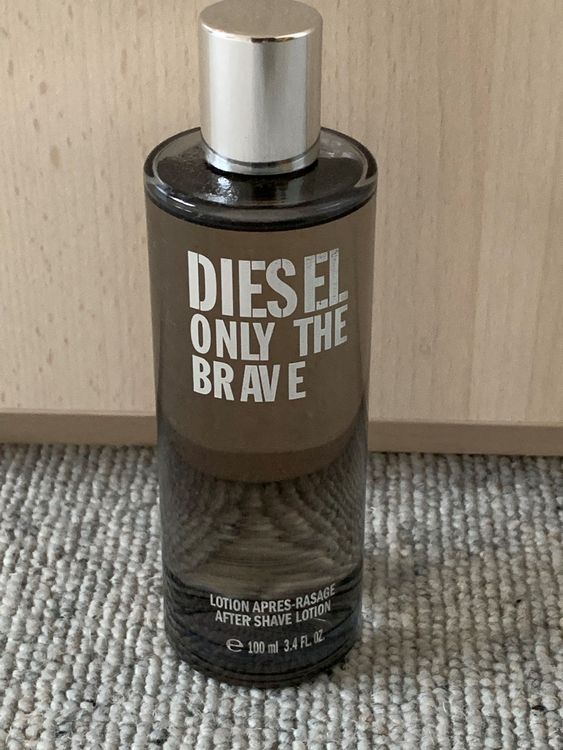 DIESEL
ONLY THE
BRAVE
LOTION APRES-RASAGE
AFTER SHAVE LOTION
℮ 100 ml 3.4 FL. OZ.